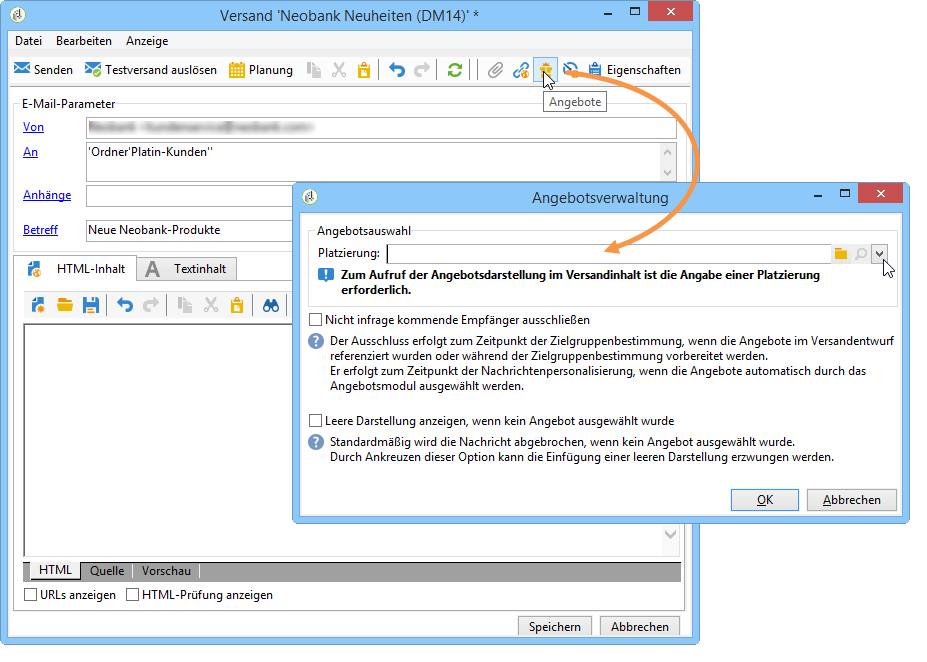 Versand 'Neobank Neuheiten (DM14)' *
Datei Bearbeiten Anzeige
Senden Testversand auslösen Planung Eigenschaften
Angebote
E-Mail-Parameter
Von
An 'Ordner'Platin-Kunden''
Anhänge
Betreff Neue Neobank-Produkte
HTML-Inhalt A Textinhalt
Angebotsverwaltung
Angebotsauswahl
Platzierung:
Zum Aufruf der Angebotsdarstellung im Versandinhalt ist die Angabe einer Platzierung
erforderlich.
Nicht infrage kommende Empfänger ausschließen
Der Ausschluss erfolgt zum Zeitpunkt der Zielgruppenbestimmung, wenn die Angebote im Versandentwurf
referenziert wurden oder während der Zielgruppenbestimmung vorbereitet werden.
Er erfolgt zum Zeitpunkt der Nachrichtenpersonalisierung, wenn die Angebote automatisch durch das
Angebotsmodul ausgewählt werden.
Leere Darstellung anzeigen, wenn kein Angebot ausgewählt wurde
Standardmäßig wird die Nachricht abgebrochen, wenn kein Angebot ausgewählt wurde.
Durch Ankreuzen dieser Option kann die Einfügung einer leeren Darstellung erzwungen werden.
OK Abbrechen
HTML Quelle Vorschau
URLs anzeigen HTML-Prüfung anzeigen
Speichern Abbrechen